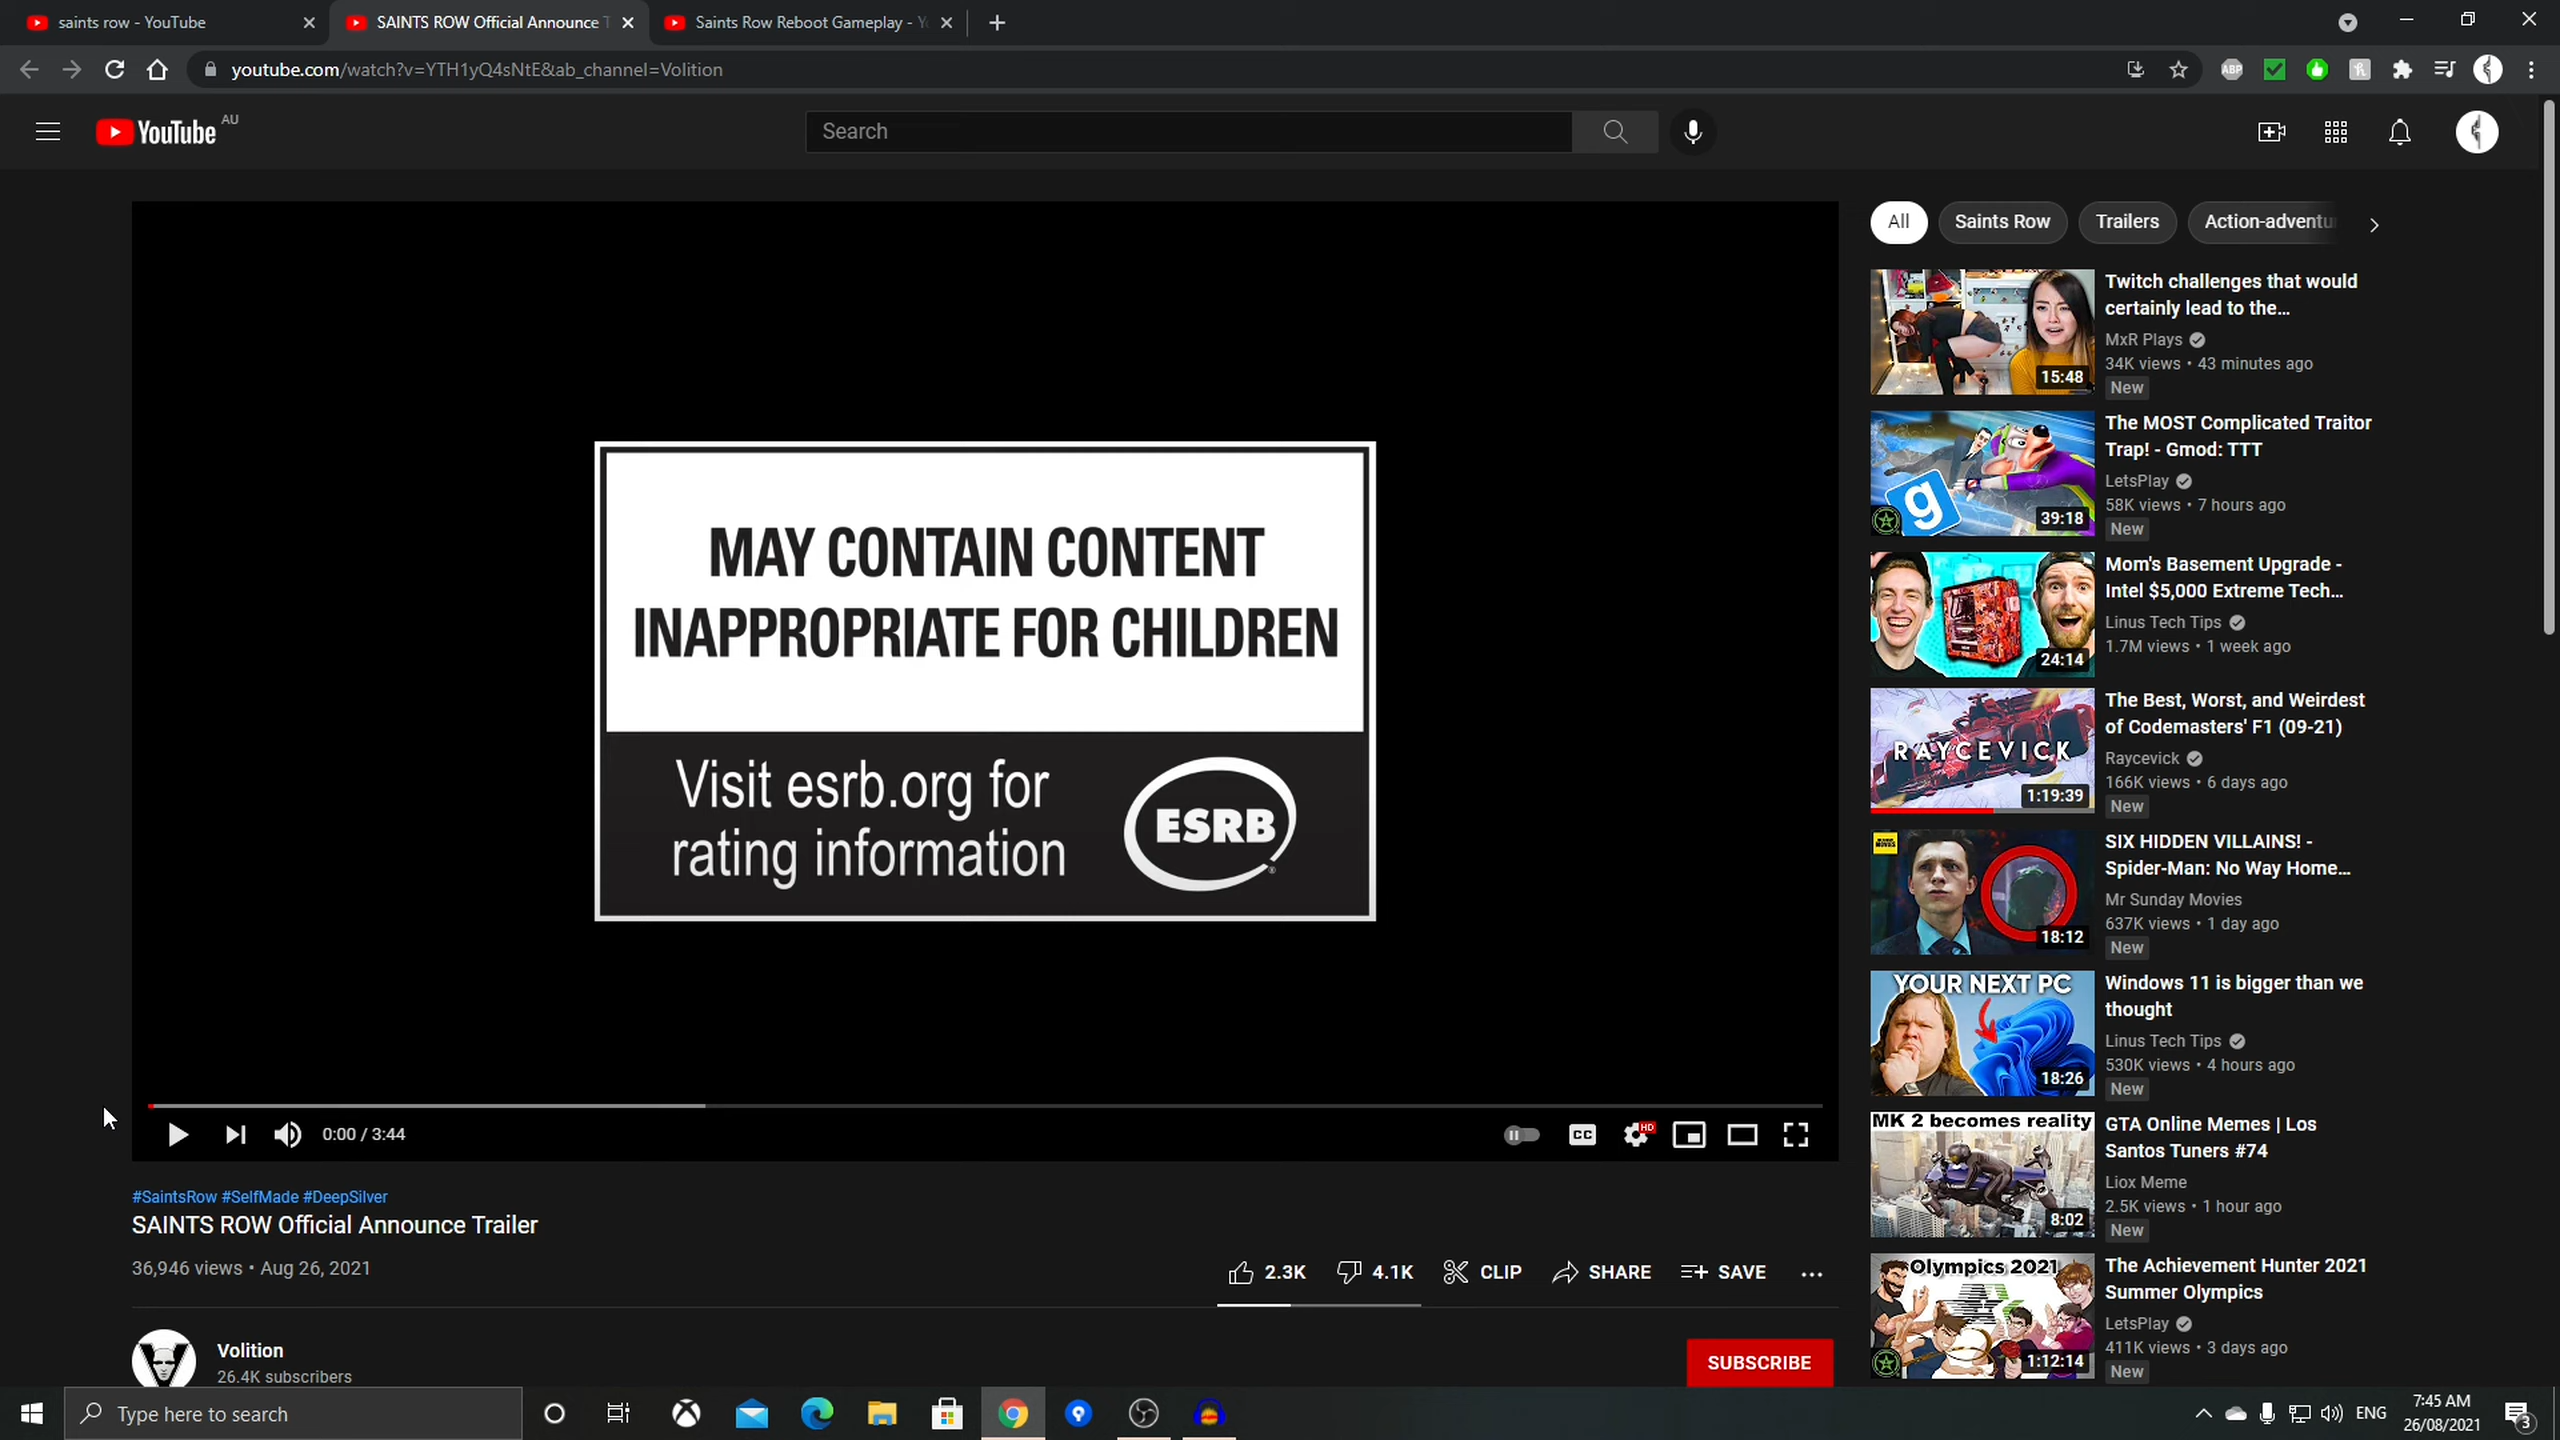 saints row - YouTube
SAINTS ROW Official Announce
Saints Row Reboot Gameplay -
youtube.com/watch?v=YTH1yQ4sNtE&ab_channel=Volition
ABP
YouTube AU
Search
MAY CONTAIN CONTENT
INAPPROPRIATE FOR CHILDREN
Visit esrb.org for
rating information
ESRB
0:00 / 3:44
CC
HD
#SaintsRow #SelfMade #DeepSilver
SAINTS ROW Official Announce Trailer
36,946 views • Aug 26, 2021
2.3K
4.1K
CLIP
SHARE
SAVE
Volition
26.4K subscribers
SUBSCRIBE
All
Saints Row
Trailers
Action-adventu
15:48
Twitch challenges that would
certainly lead to the...
MxR Plays
34K views • 43 minutes ago
New
g
39:18
The MOST Complicated Traitor
Trap! - Gmod: TTT
LetsPlay
58K views • 7 hours ago
New
24:14
Mom's Basement Upgrade -
Intel $5,000 Extreme Tech...
Linus Tech Tips
1.7M views • 1 week ago
RAYCEVICK
1:19:39
The Best, Worst, and Weirdest
of Codemasters' F1 (09-21)
Raycevick
166K views • 6 days ago
New
18:12
SIX HIDDEN VILLAINS! -
Spider-Man: No Way Home...
Mr Sunday Movies
637K views • 1 day ago
New
YOUR NEXT PC
18:26
Windows 11 is bigger than we
thought
Linus Tech Tips
530K views • 4 hours ago
New
MK 2 becomes reality
8:02
GTA Online Memes | Los
Santos Tuners #74
Liox Meme
2.5K views • 1 hour ago
New
Olympics 2021
1:12:14
The Achievement Hunter 2021
Summer Olympics
LetsPlay
411K views • 3 days ago
New
Type here to search
ENG
7:45 AM
26/08/2021
3